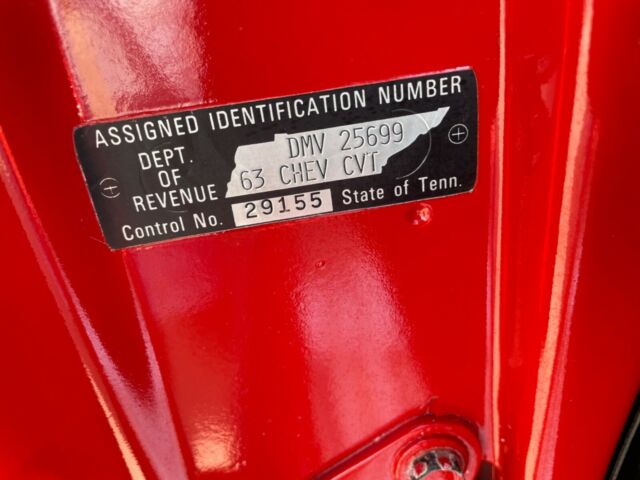 ASSIGNED IDENTIFICATION NUMBER
DEPT. OF REVENUE
DMV 25699
63 CHEV CVT
Control No. 29155 State of Tenn.